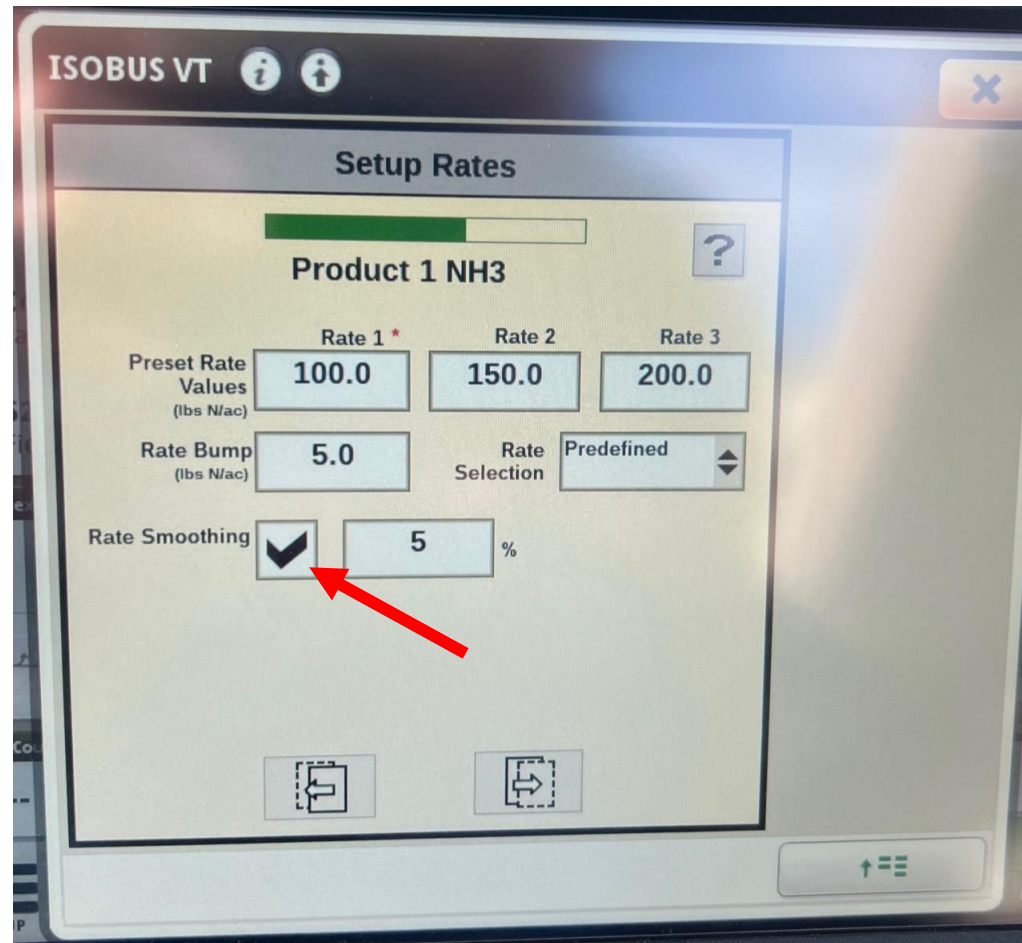 ISOBUS VT
Setup Rates
?
Product 1 NH3
Rate 1 * Rate 2 Rate 3
Preset Rate
Values
(lbs N/ac)
100.0 150.0 200.0
Rate Bump
(lbs N/ac)
5.0
Rate
Selection
Predefined
Rate Smoothing
5 %
Cou
--
P